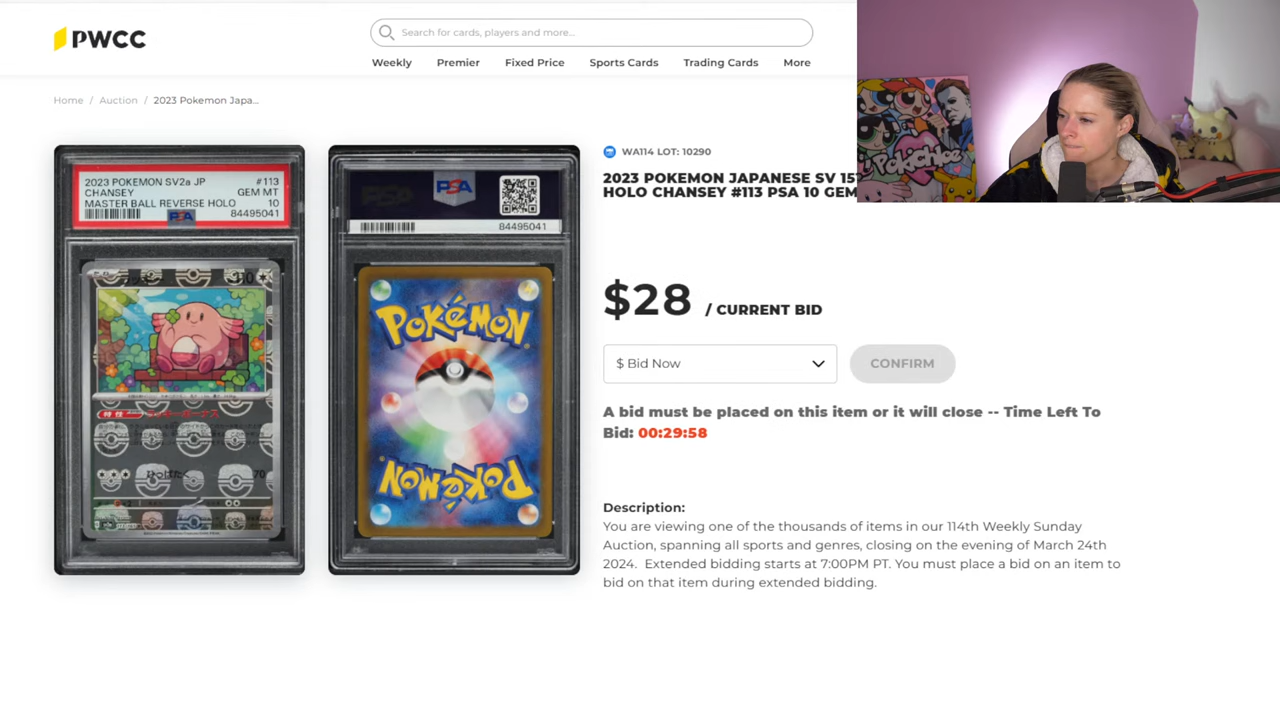 PWCC
Search for cards, players and more...
Weekly Premier Fixed Price Sports Cards Trading Cards More
Home / Auction / 2023 Pokemon Japa...
2023 POKEMON SV2a JP #113
CHANSEY GEM MT
MASTER BALL REVERSE HOLO 10
PSA 84495041
70
PSA
84495041
POKéMON
POKéMON
WA114 LOT: 10290
2023 POKEMON JAPANESE SV 15
HOLO CHANSEY #113 PSA 10 GEM
$28 / CURRENT BID
$ Bid Now
CONFIRM
A bid must be placed on this item or it will close -- Time Left To
Bid: 00:29:58
Description:
You are viewing one of the thousands of items in our 114th Weekly Sunday
Auction, spanning all sports and genres, closing on the evening of March 24th
2024. Extended bidding starts at 7:00PM PT. You must place a bid on an item to
bid on that item during extended bidding.